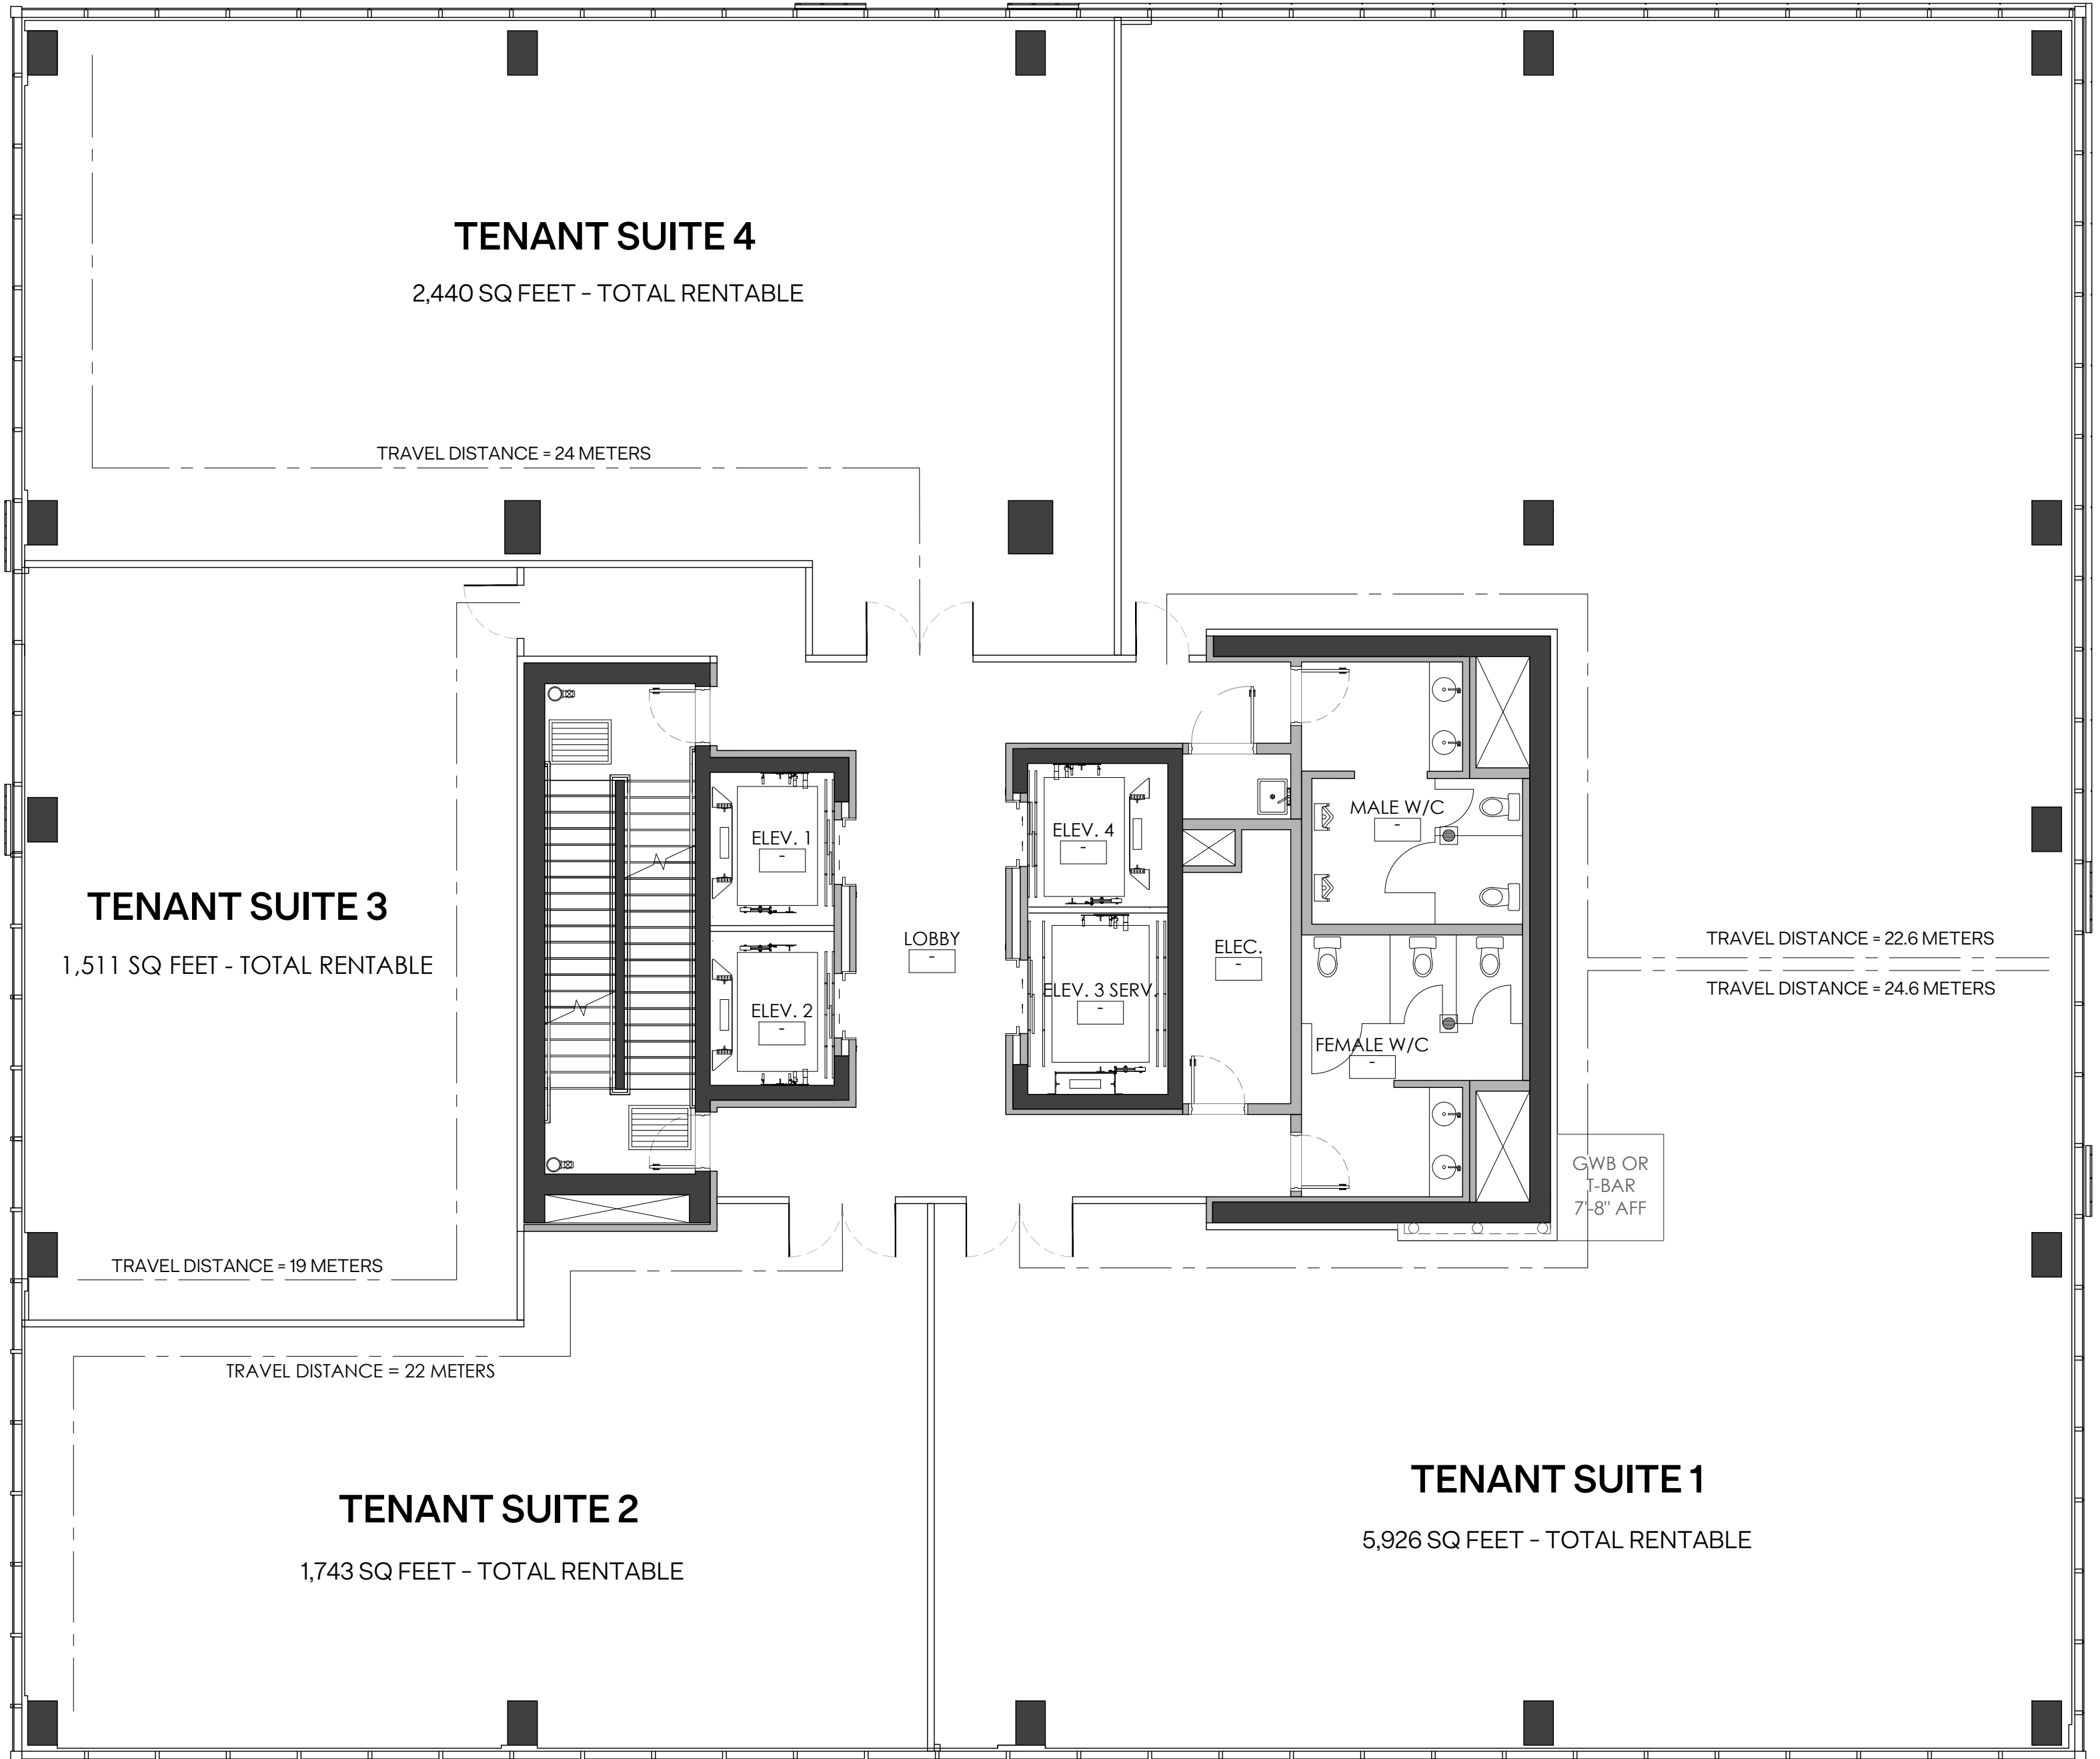 TENANT SUITE 4
2,440 SQ FEET - TOTAL RENTABLE
TRAVEL DISTANCE = 24 METERS
TENANT SUITE 3
1,511 SQ FEET - TOTAL RENTABLE
TRAVEL DISTANCE = 19 METERS
ELEV. 1
ELEV. 2
LOBBY
ELEV. 4
ELEV. 3 SERV.
ELEC.
MALE W/C
FEMALE W/C
TRAVEL DISTANCE = 22.6 METERS
TRAVEL DISTANCE = 24.6 METERS
GWB OR
T-BAR
7'-8" AFF
TRAVEL DISTANCE = 22 METERS
TENANT SUITE 2
1,743 SQ FEET - TOTAL RENTABLE
TENANT SUITE 1
5,926 SQ FEET - TOTAL RENTABLE